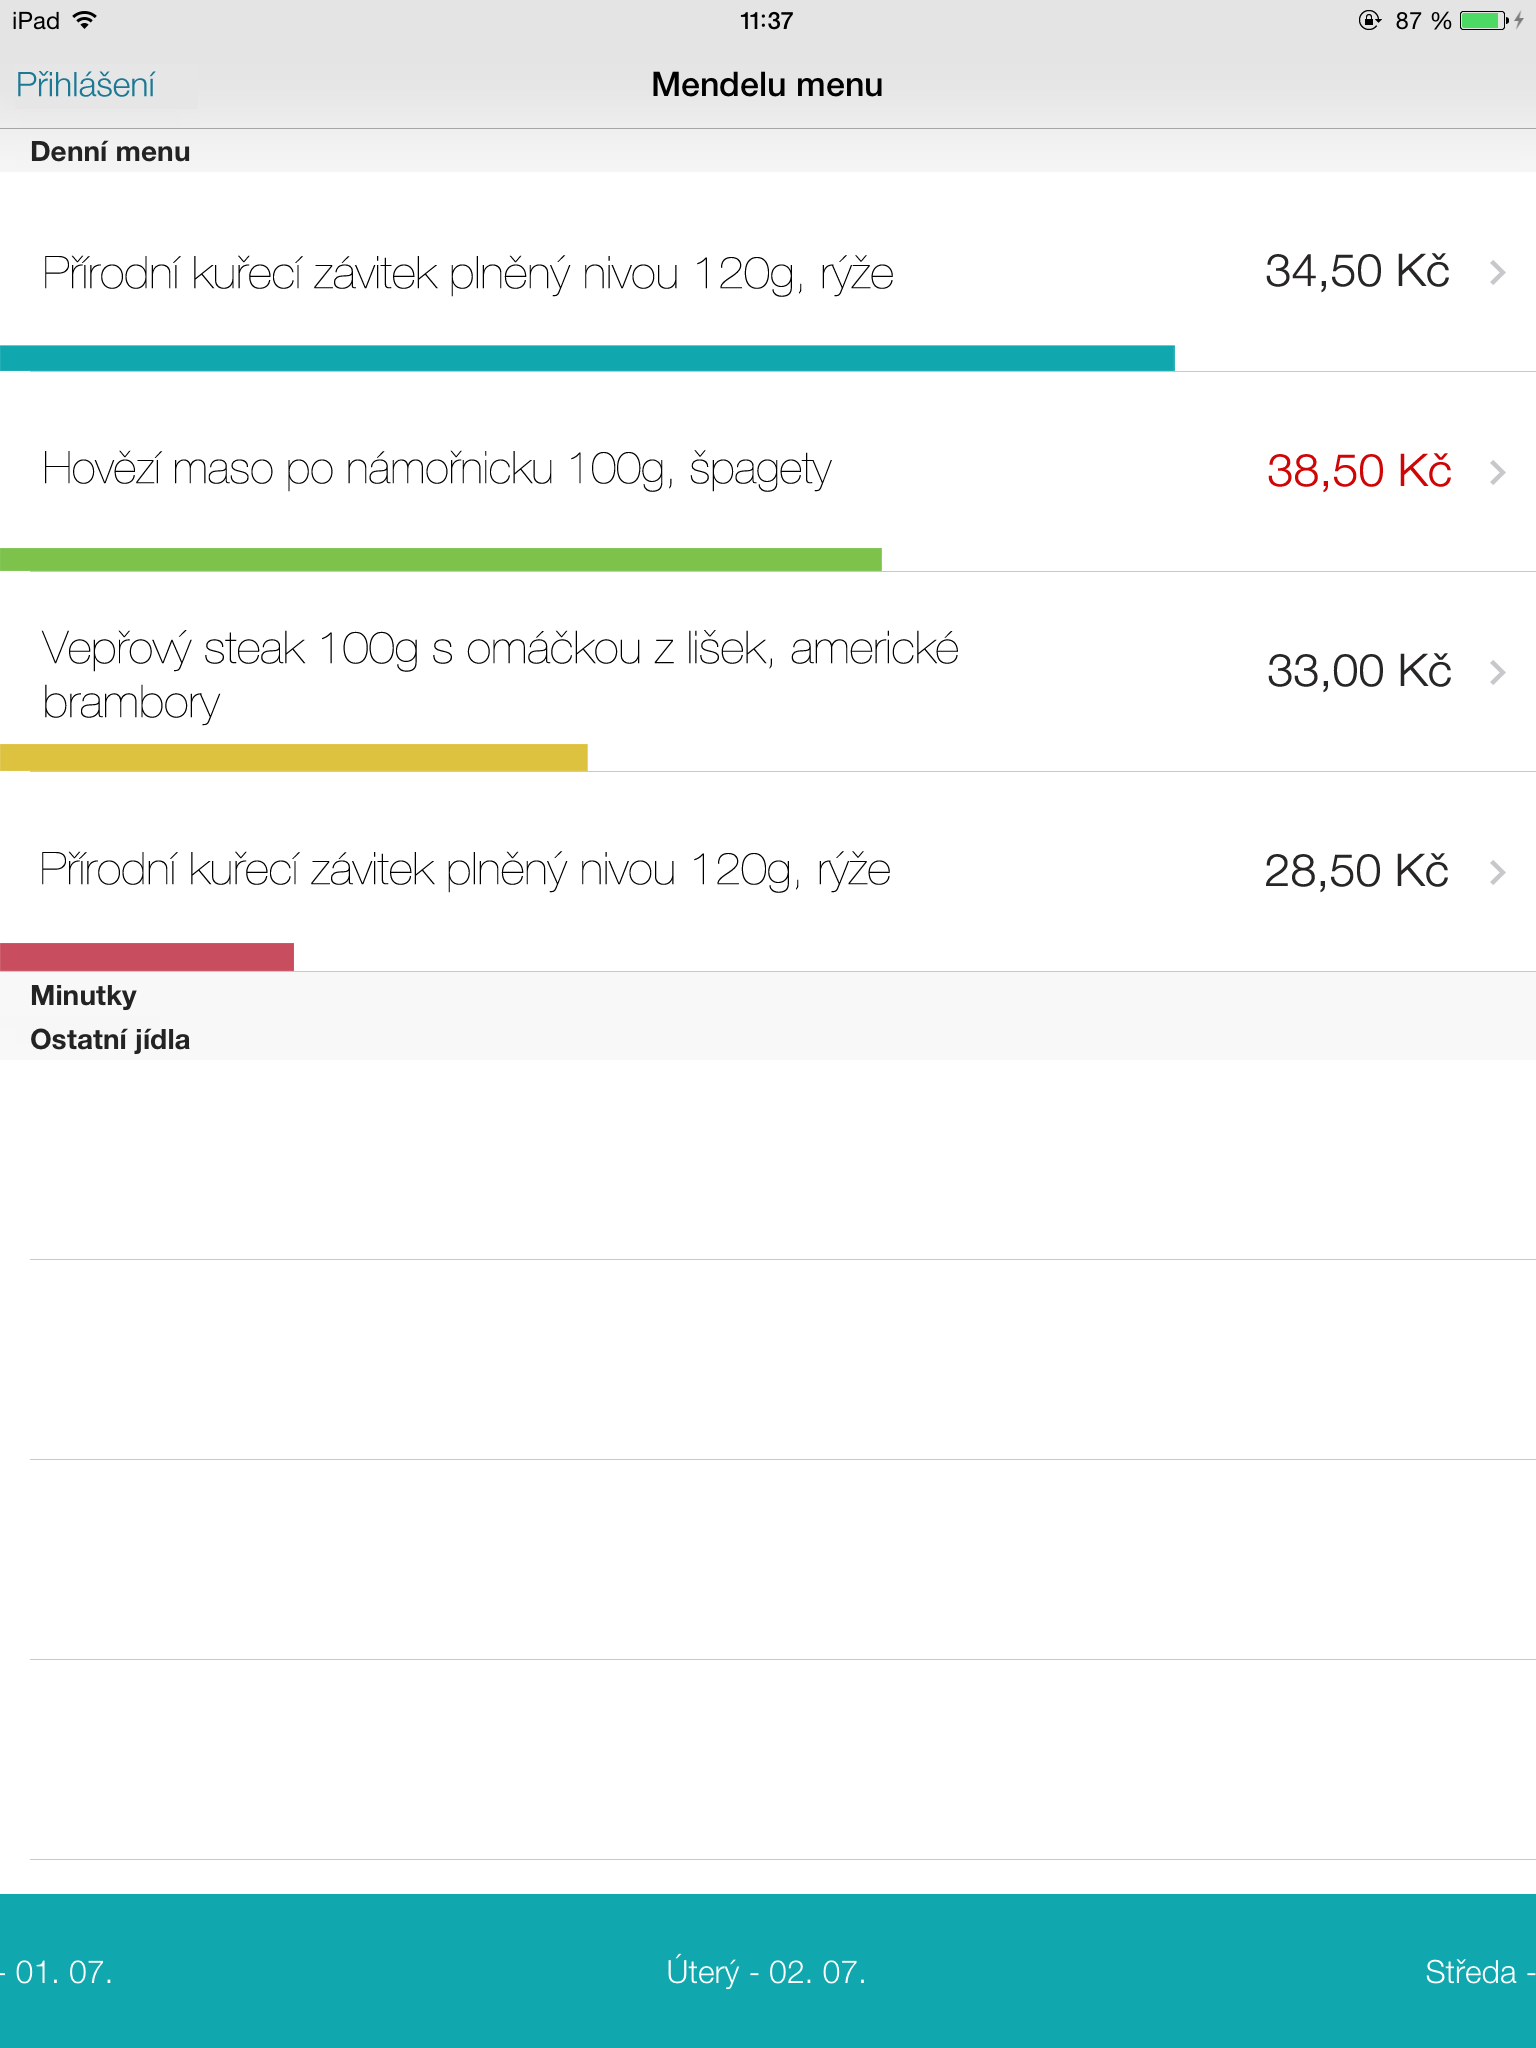 iPad 11:37 87 %
Přihlášení Mendelu menu
Denní menu
Přírodní kuřecí závitek plněný nivou 120g, rýže 34,50 Kč
Hovězí maso po námořnicku 100g, špagety 38,50 Kč
Vepřový steak 100g s omáčkou z lišek, americké
brambory 33,00 Kč
Přírodní kuřecí závitek plněný nivou 120g, rýže 28,50 Kč
Minutky
Ostatní jídla
- 01. 07. Úterý - 02. 07. Středa -